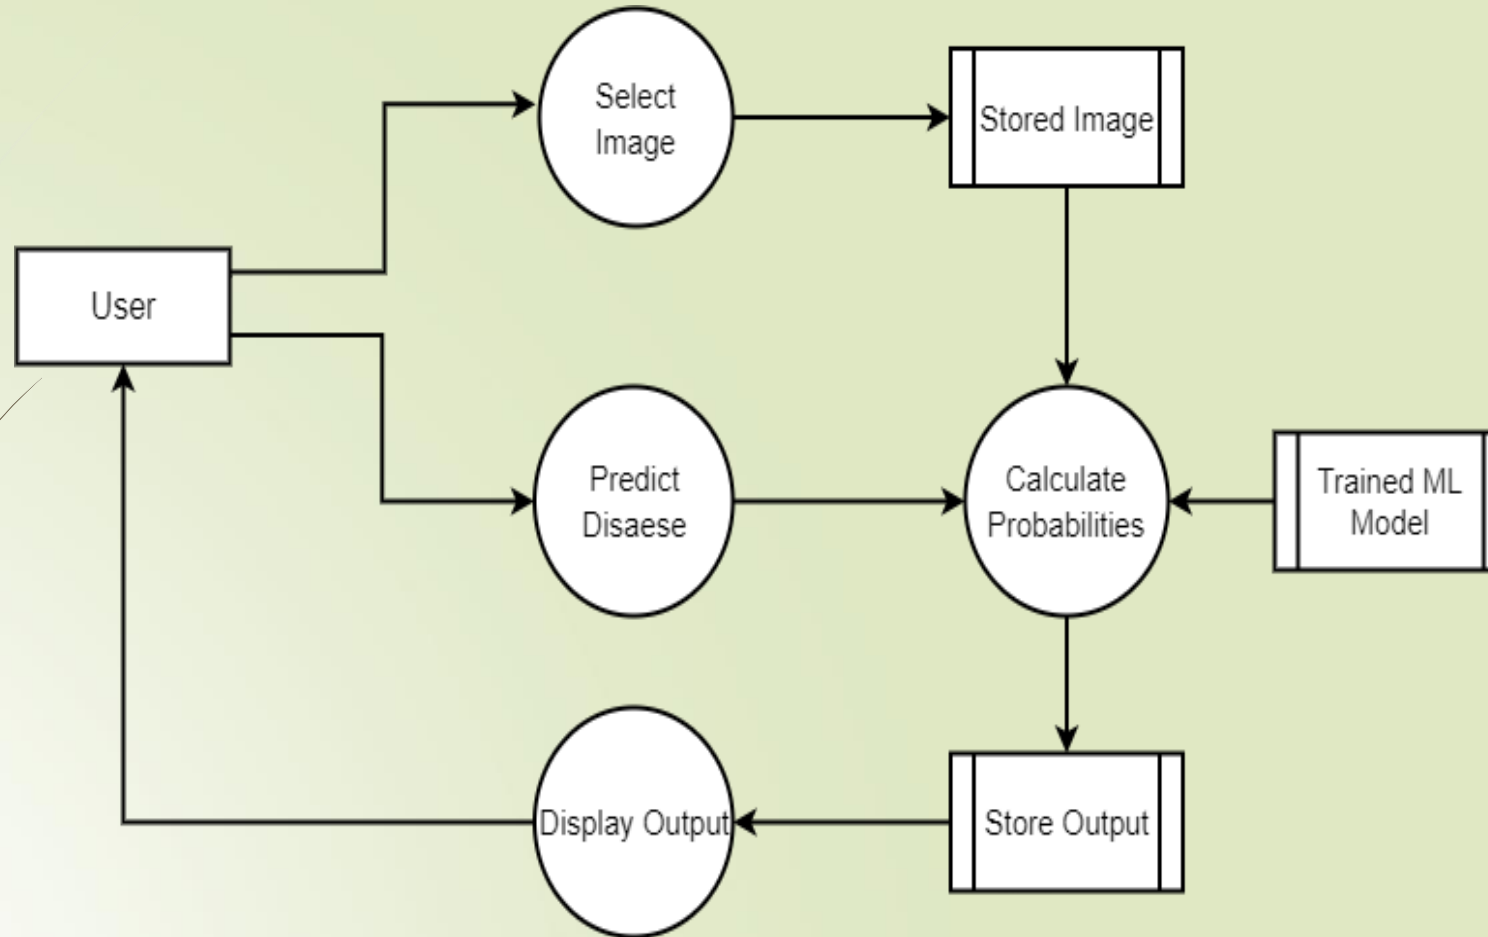 Select
Image
Stored Image
User
Predict
Disaese
Calculate
Probabilities
Trained ML
Model
Display Output
Store Output